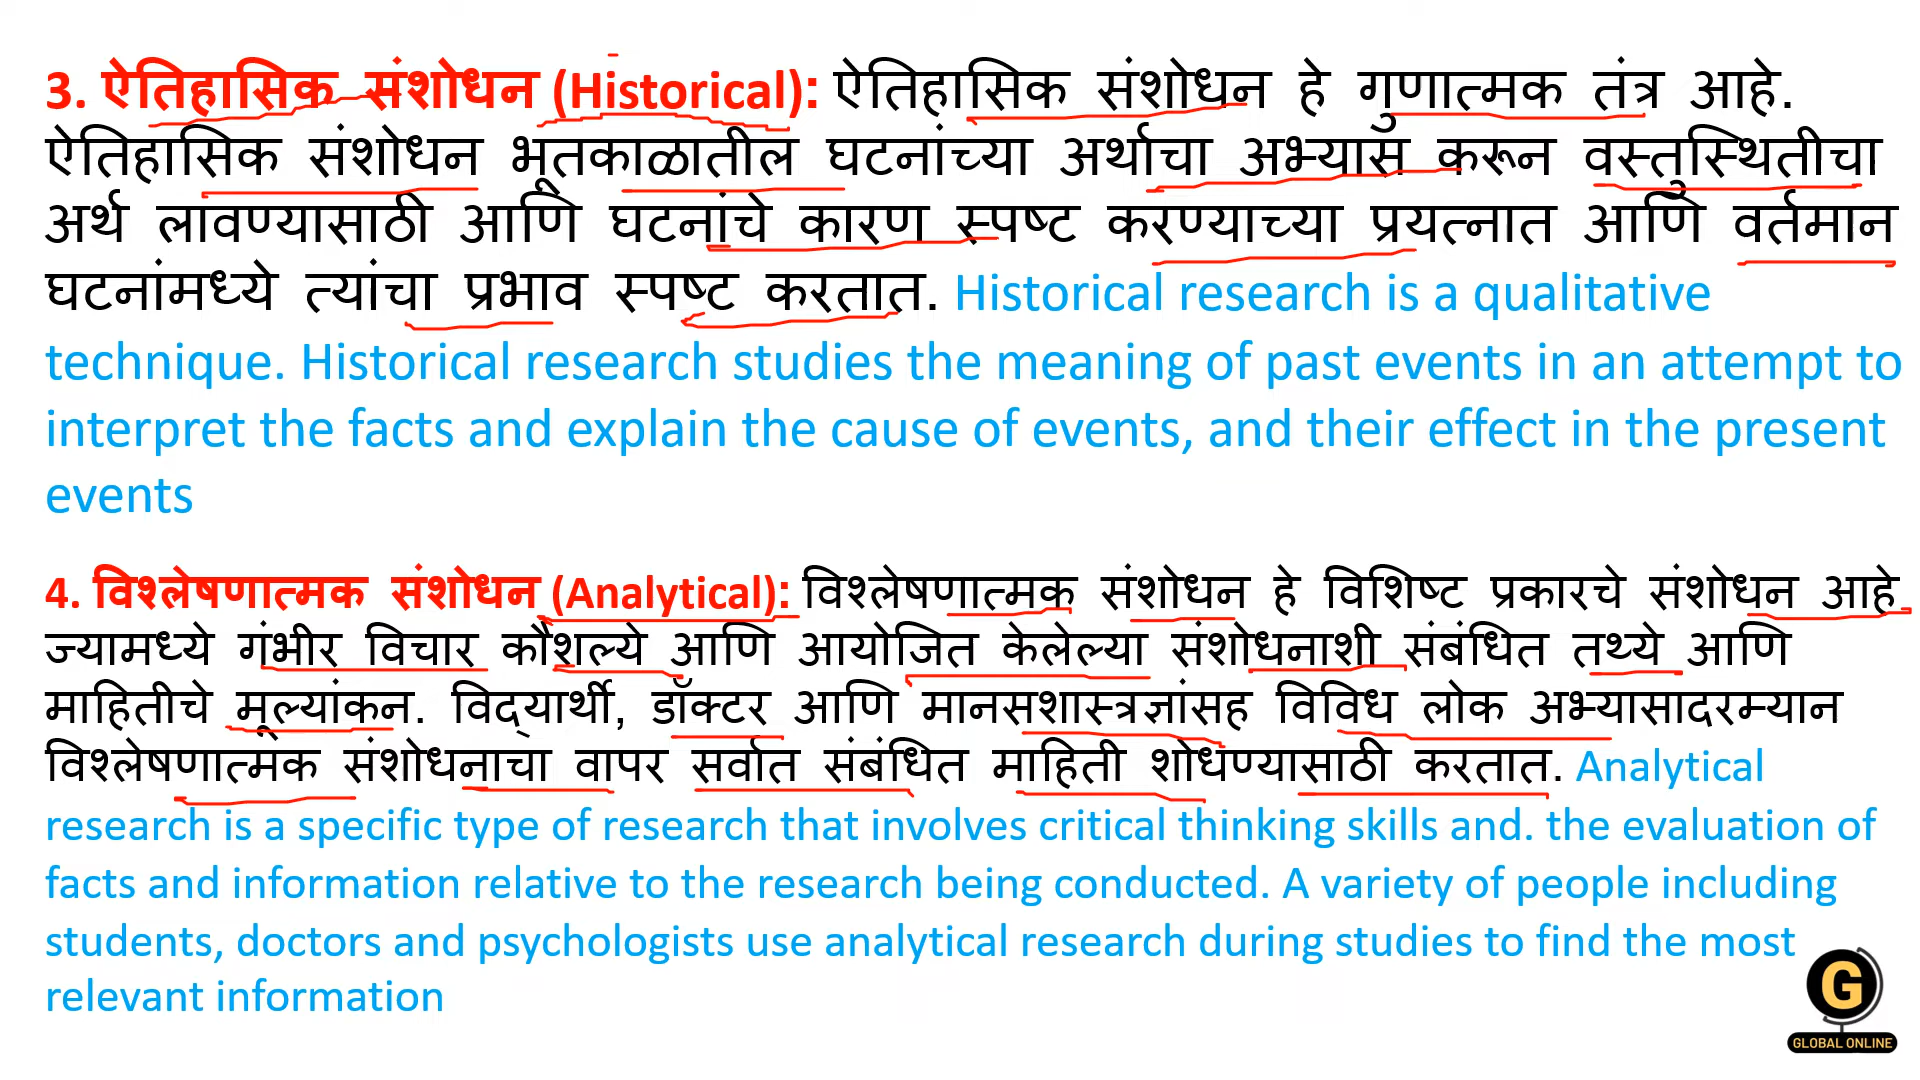 3. ऐतिहासिक संशोधन (Historical): ऐतिहासिक संशोधन हे गुणात्मक तंत्र आहे.
ऐतिहासिक संशोधन भूतकाळातील घटनांच्या अर्थाचा अभ्यास करून वस्तुस्थितीचा
अर्थ लावण्यासाठी आणि घटनांचे कारण स्पष्ट करण्याच्या प्रयत्नात आणि वर्तमान
घटनांमध्ये त्यांचा प्रभाव स्पष्ट करतात. Historical research is a qualitative
technique. Historical research studies the meaning of past events in an attempt to
interpret the facts and explain the cause of events, and their effect in the present
events
4. विश्लेषणात्मक संशोधन (Analytical): विश्लेषणात्मक संशोधन हे विशिष्ट प्रकारचे संशोधन आहे
ज्यामध्ये गंभीर विचार कौशल्ये आणि आयोजित केलेल्या संशोधनाशी संबंधित तथ्ये आणि
माहितीचे मूल्यांकन. विद्यार्थी, डॉक्टर आणि मानसशास्त्रज्ञांसह विविध लोक अभ्यासादरम्यान
विश्लेषणात्मक संशोधनाचा वापर सर्वात संबंधित माहिती शोधण्यासाठी करतात. Analytical
research is a specific type of research that involves critical thinking skills and. the evaluation of
facts and information relative to the research being conducted. A variety of people including
students, doctors and psychologists use analytical research during studies to find the most
relevant information
G
GLOBAL ONLINE